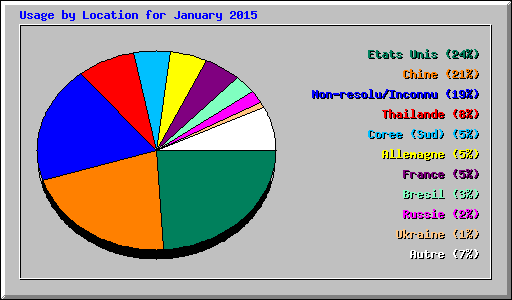 Usage by Location for January 2015
Etats Unis (24%)
Chine (21%)
Non-resolu/Inconnu (19%)
Thailande (8%)
Coree (Sud) (5%)
Allemagne (5%)
France (5%)
Bresil (3%)
Russie (2%)
Ukraine (1%)
Autre (7%)